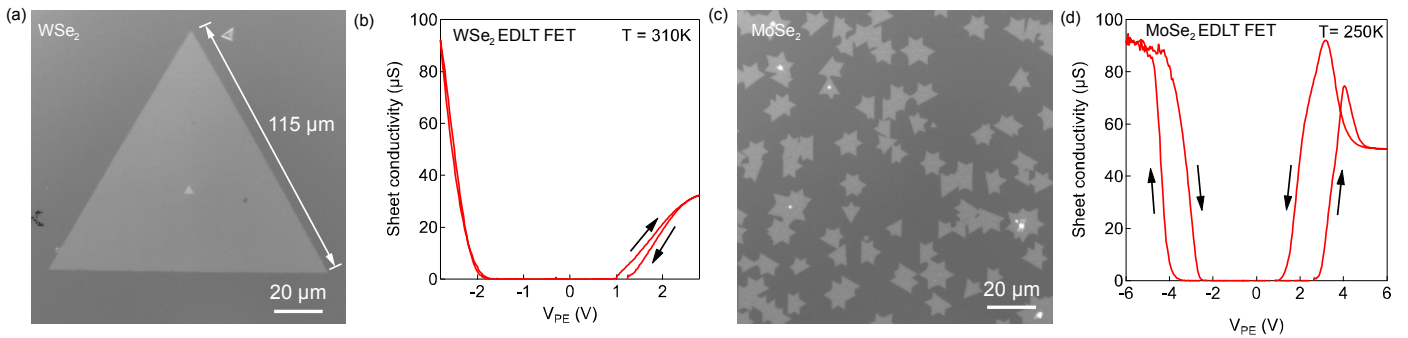 (a)
WSe2
115 μm
20 μm
(b)
WSe2 EDLT FET
T = 310K
Sheet conductivity (μS)
100
80
60
40
20
0
-2
-1
0
1
2
VPE (V)
(c)
MoSe2
20 μm
(d)
MoSe2 EDLT FET
T= 250K
Sheet conductivity (μS)
100
80
60
40
20
0
-6
-4
-2
0
2
4
6
VPE (V)